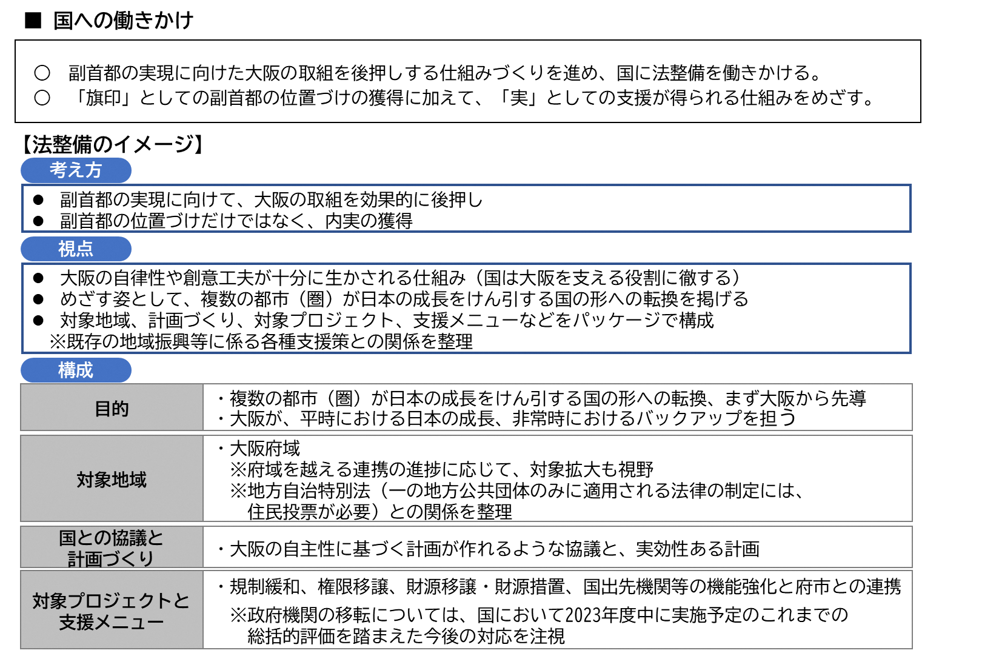 ■ 国への働きかけ
○ 副首都の実現に向けた大阪の取組を後押しする仕組みづくりを進め、国に法整備を働きかける。
○ 「旗印」としての副首都の位置づけの獲得に加えて、「実」としての支援が得られる仕組みをめざす。
【法整備のイメージ】
考え方
● 副首都の実現に向けて、大阪の取組を効果的に後押し
● 副首都の位置づけだけではなく、内実の獲得
視点
● 大阪の自律性や創意工夫が十分に生かされる仕組み（国は大阪を支える役割に徹する）
● めざす姿として、複数の都市（圏）が日本の成長をけん引する国の形への転換を掲げる
● 対象地域、計画づくり、対象プロジェクト、支援メニューなどをパッケージで構成
※既存の地域振興等に係る各種支援策との関係を整理
構成
目的
・複数の都市（圏）が日本の成長をけん引する国の形への転換、まず大阪から先導
・大阪が、平時における日本の成長、非常時におけるバックアップを担う
対象地域
・大阪府域
※府域を越える連携の進捗に応じて、対象拡大も視野
※地方自治特別法（一の地方公共団体のみに適用される法律の制定には、
住民投票が必要）との関係を整理
国との協議と
計画づくり
・大阪の自主性に基づく計画が作れるような協議と、実効性ある計画
対象プロジェクトと
支援メニュー
・規制緩和、権限移譲、財源移譲・財源措置、国出先機関等の機能強化と府市との連携
※政府機関の移転については、国において2023年度中に実施予定のこれまでの
総括的評価を踏まえた今後の対応を注視